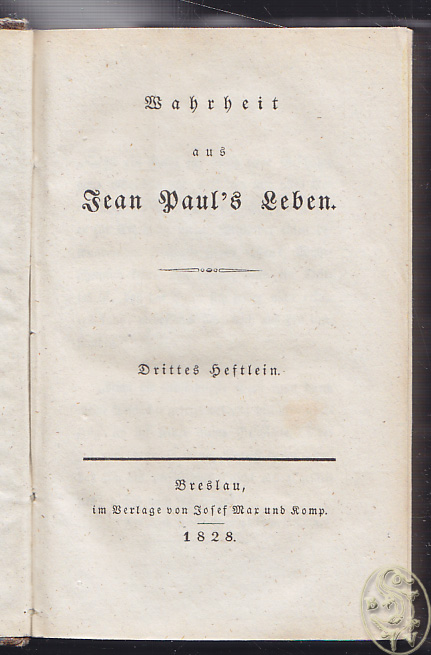 Wahrheit
aus
Jean Paul's Leben.
Drittes Heftlein.
Breslau,
im Verlage von Josef Max und Komp.
1828.